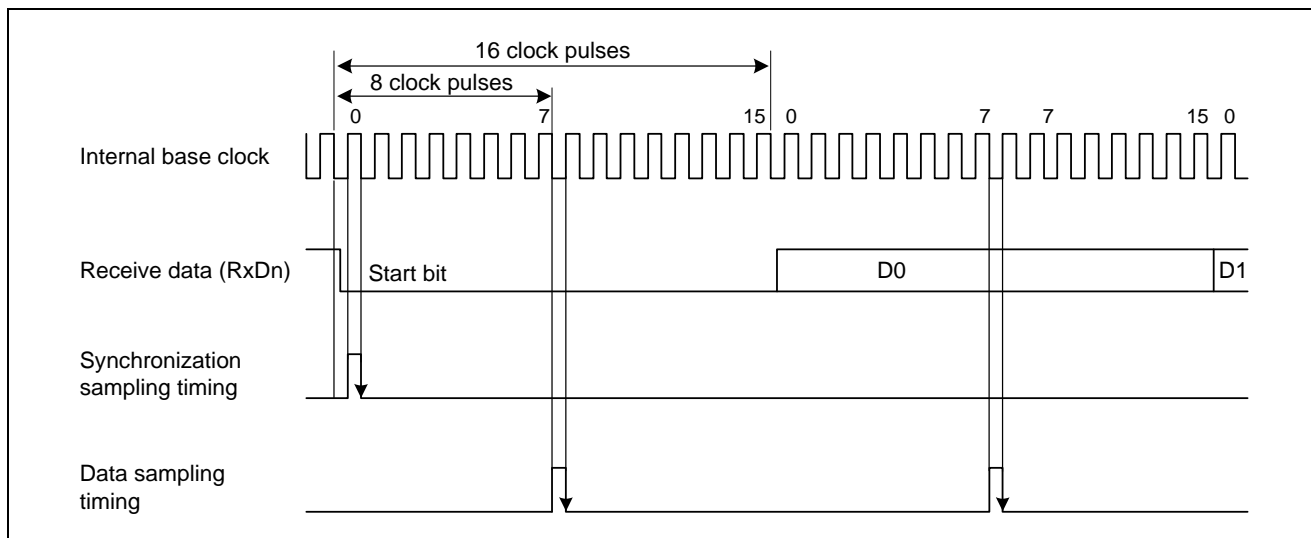 16 clock pulses
8 clock pulses
0 7 15 0 7 7 15 0
Internal base clock
Receive data (RxDn)
Start bit
D0
D1
Synchronization
sampling timing
Data sampling
timing